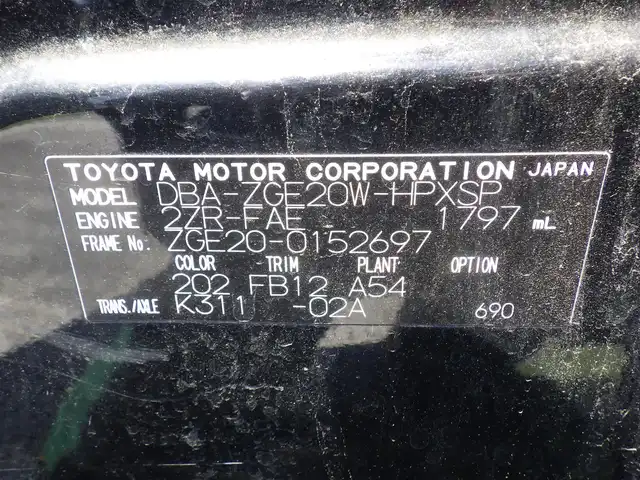 TOYOTA MOTOR CORPORATION JAPAN
MODEL DBA-ZGE20W-HPXSP
ENGINE 2ZR-FAE 1797 mL
FRAME No. ZGE20-0152697
COLOR TRIM PLANT OPTION
202 FB12 A54
TRANS./AXLE K311 -02A 690